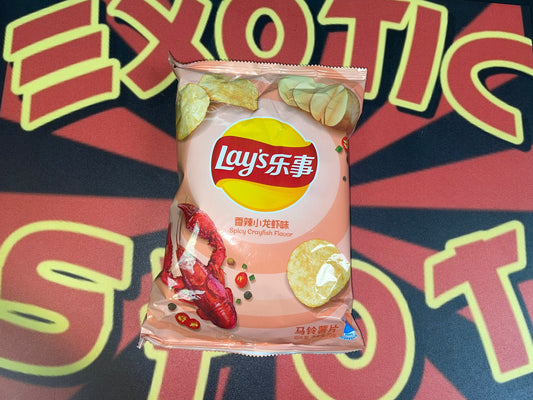 EXOTIC
Lay's乐事
香辣小龙虾味
Spicy Crayfish Flavor
马铃薯片
SPOT